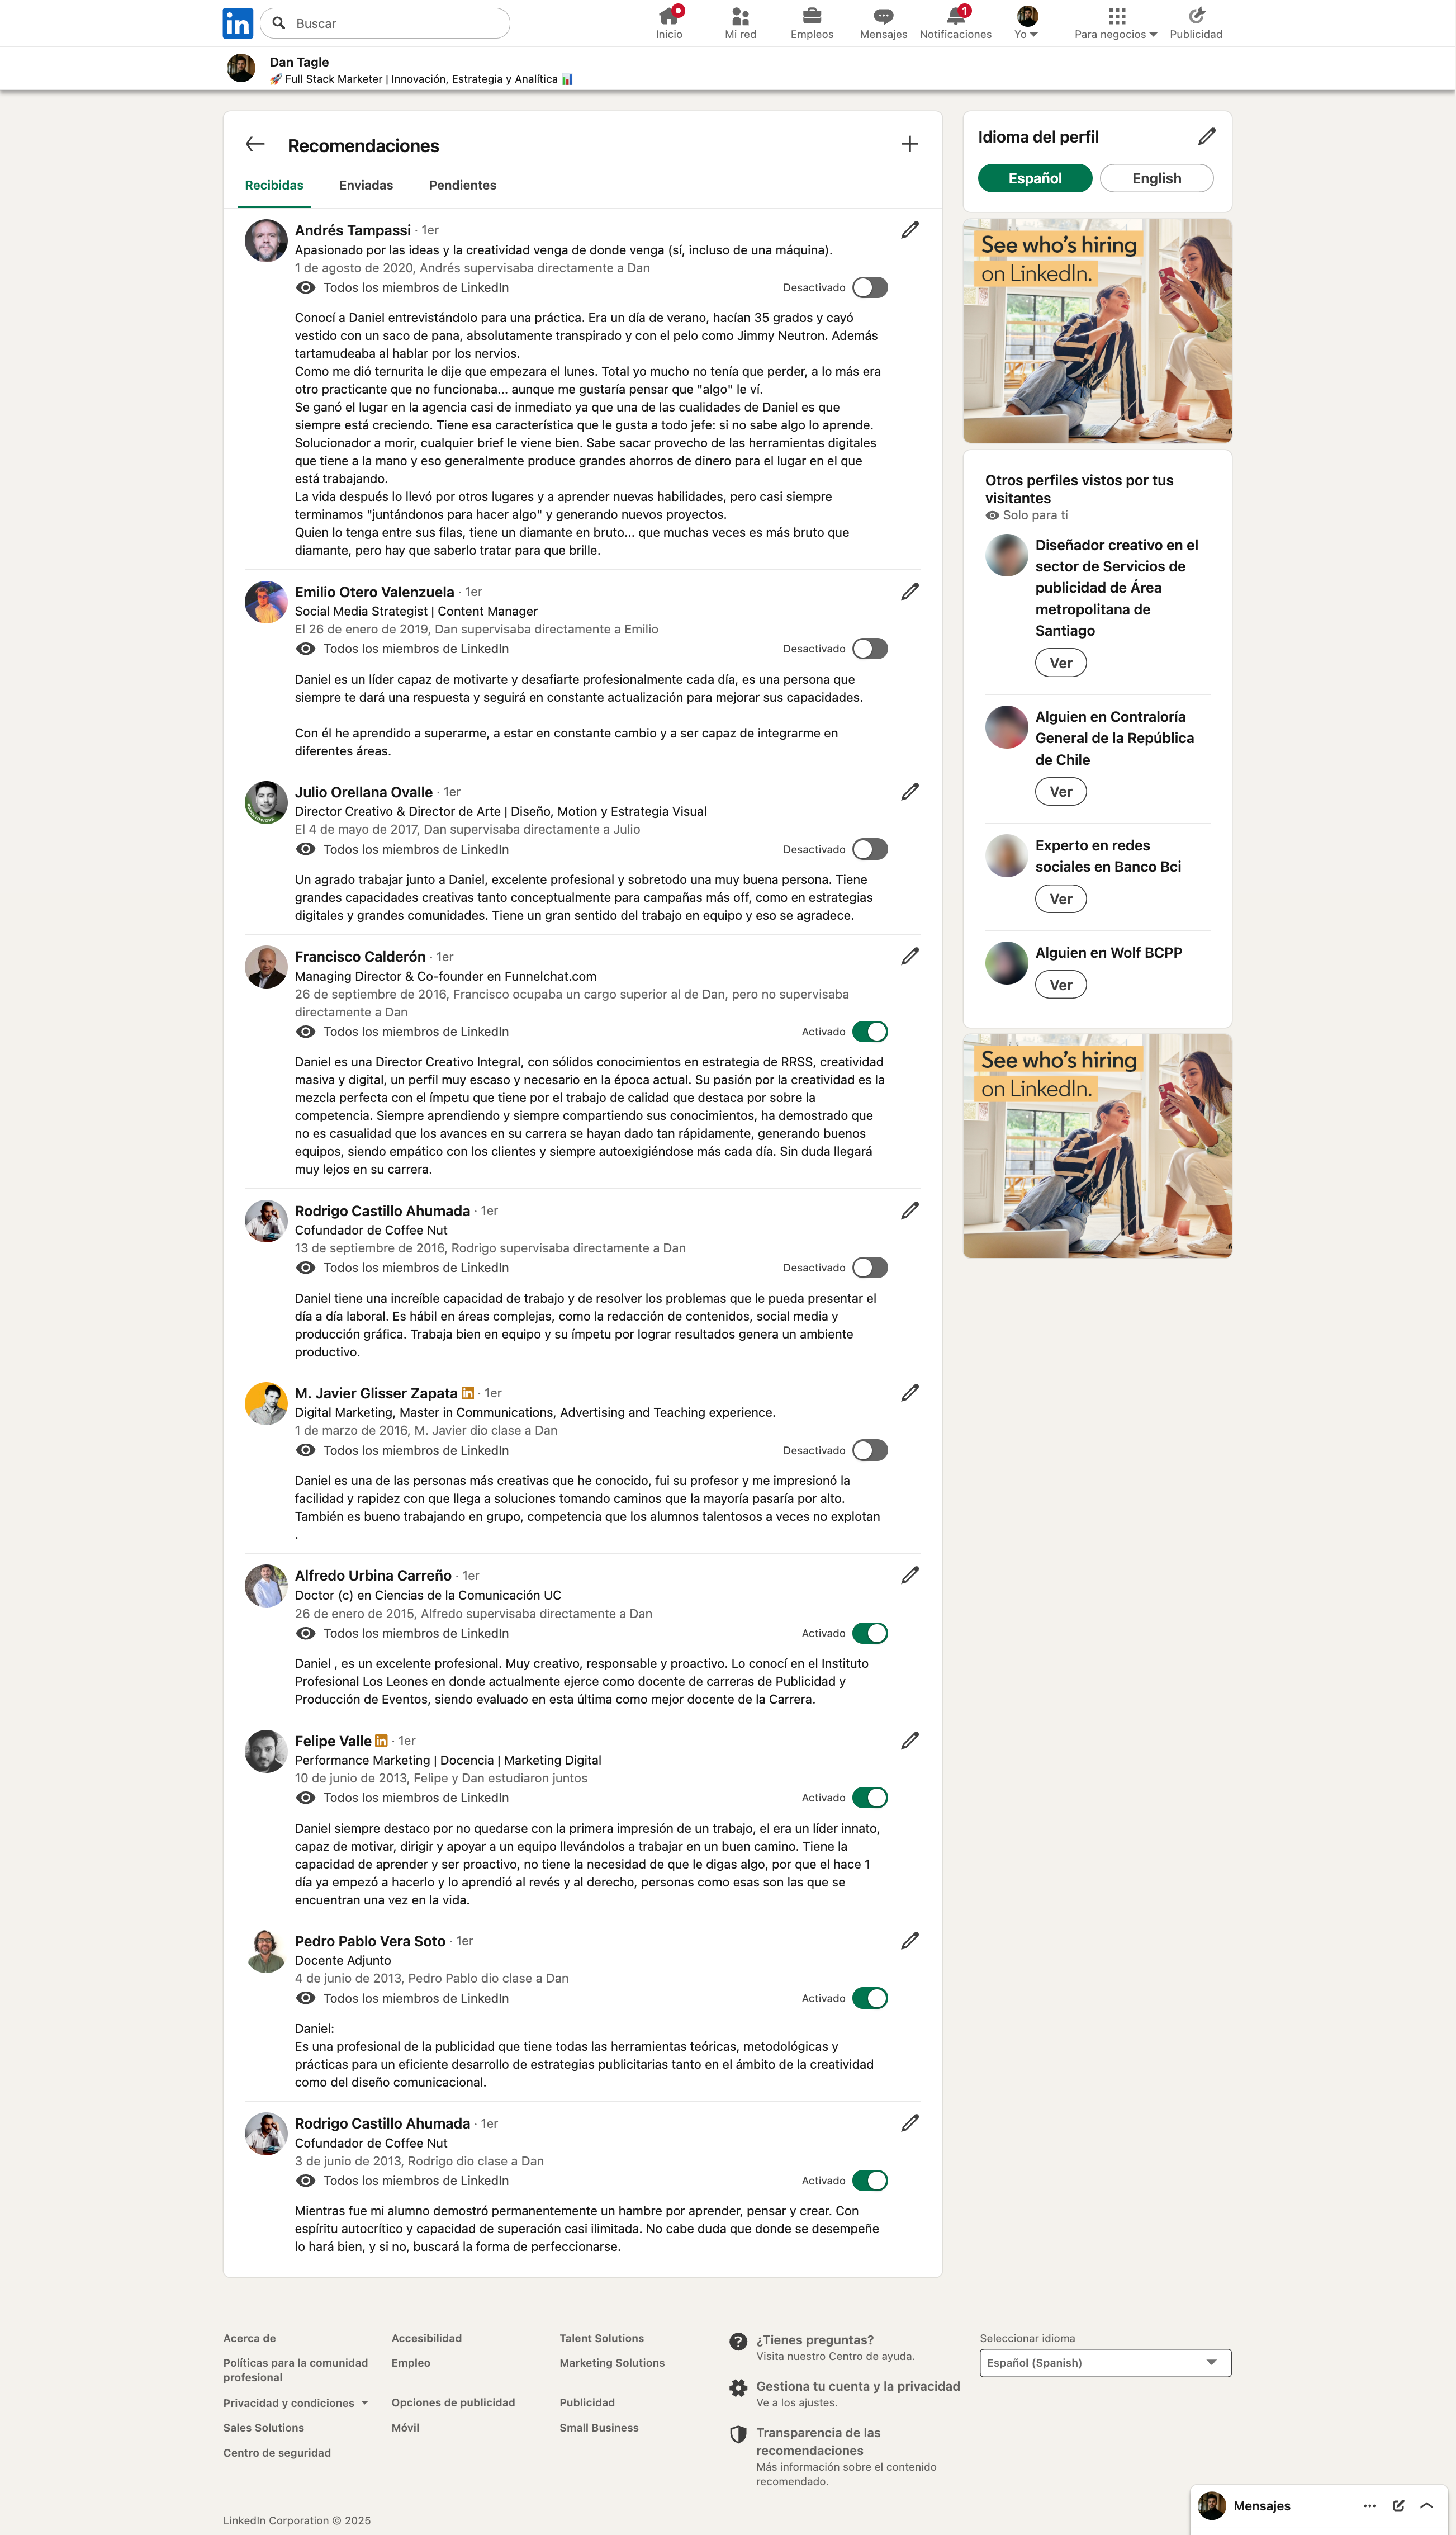 in
Buscar
Inicio
Mi red
Empleos
Mensajes
1
Notificaciones
Yo
Para negocios
Publicidad
Dan Tagle
🚀 Full Stack Marketer | Innovación, Estrategia y Analítica 📊
Recomendaciones
Recibidas
Enviadas
Pendientes
Andrés Tampassi · 1er
Apasionado por las ideas y la creatividad venga de donde venga (sí, incluso de una máquina).
1 de agosto de 2020, Andrés supervisaba directamente a Dan
Todos los miembros de LinkedIn
Desactivado
Conocí a Daniel entrevistándolo para una práctica. Era un día de verano, hacían 35 grados y cayó
vestido con un saco de pana, absolutamente transpirado y con el pelo como Jimmy Neutron. Además
tartamudeaba al hablar por los nervios.
Como me dió ternurita le dije que empezara el lunes. Total yo mucho no tenía que perder, a lo más era
otro practicante que no funcionaba... aunque me gustaría pensar que "algo" le ví.
Se ganó el lugar en la agencia casi de inmediato ya que una de las cualidades de Daniel es que
siempre está creciendo. Tiene esa característica que le gusta a todo jefe: si no sabe algo lo aprende.
Solucionador a morir, cualquier brief le viene bien. Sabe sacar provecho de las herramientas digitales
que tiene a la mano y eso generalmente produce grandes ahorros de dinero para el lugar en el que
está trabajando.
La vida después lo llevó por otros lugares y a aprender nuevas habilidades, pero casi siempre
terminamos "juntándonos para hacer algo" y generando nuevos proyectos.
Quien lo tenga entre sus filas, tiene un diamante en bruto... que muchas veces es más bruto que
diamante, pero hay que saberlo tratar para que brille.
Emilio Otero Valenzuela · 1er
Social Media Strategist | Content Manager
El 26 de enero de 2019, Dan supervisaba directamente a Emilio
Todos los miembros de LinkedIn
Desactivado
Daniel es un líder capaz de motivarte y desafiarte profesionalmente cada día, es una persona que
siempre te dará una respuesta y seguirá en constante actualización para mejorar sus capacidades.
Con él he aprendido a superarme, a estar en constante cambio y a ser capaz de integrarme en
diferentes áreas.
Julio Orellana Ovalle · 1er
Director Creativo & Director de Arte | Diseño, Motion y Estrategia Visual
El 4 de mayo de 2017, Dan supervisaba directamente a Julio
Todos los miembros de LinkedIn
Desactivado
Un agrado trabajar junto a Daniel, excelente profesional y sobretodo una muy buena persona. Tiene
grandes capacidades creativas tanto conceptualmente para campañas más off, como en estrategias
digitales y grandes comunidades. Tiene un gran sentido del trabajo en equipo y eso se agradece.
Francisco Calderón · 1er
Managing Director & Co-founder en Funnelchat.com
26 de septiembre de 2016, Francisco ocupaba un cargo superior al de Dan, pero no supervisaba
directamente a Dan
Todos los miembros de LinkedIn
Activado
Daniel es una Director Creativo Integral, con sólidos conocimientos en estrategia de RRSS, creatividad
masiva y digital, un perfil muy escaso y necesario en la época actual. Su pasión por la creatividad es la
mezcla perfecta con el ímpetu que tiene por el trabajo de calidad que destaca por sobre la
competencia. Siempre aprendiendo y siempre compartiendo sus conocimientos, ha demostrado que
no es casualidad que los avances en su carrera se hayan dado tan rápidamente, generando buenos
equipos, siendo empático con los clientes y siempre autoexigiéndose más cada día. Sin duda llegará
muy lejos en su carrera.
Rodrigo Castillo Ahumada · 1er
Cofundador de Coffee Nut
13 de septiembre de 2016, Rodrigo supervisaba directamente a Dan
Todos los miembros de LinkedIn
Desactivado
Daniel tiene una increíble capacidad de trabajo y de resolver los problemas que le pueda presentar el
día a día laboral. Es hábil en áreas complejas, como la redacción de contenidos, social media y
producción gráfica. Trabaja bien en equipo y su ímpetu por lograr resultados genera un ambiente
productivo.
M. Javier Glisser Zapata in · 1er
Digital Marketing, Master in Communications, Advertising and Teaching experience.
1 de marzo de 2016, M. Javier dio clase a Dan
Todos los miembros de LinkedIn
Desactivado
Daniel es una de las personas más creativas que he conocido, fui su profesor y me impresionó la
facilidad y rapidez con que llega a soluciones tomando caminos que la mayoría pasaría por alto.
También es bueno trabajando en grupo, competencia que los alumnos talentosos a veces no explotan
.
Alfredo Urbina Carreño · 1er
Doctor (c) en Ciencias de la Comunicación UC
26 de enero de 2015, Alfredo supervisaba directamente a Dan
Todos los miembros de LinkedIn
Activado
Daniel , es un excelente profesional. Muy creativo, responsable y proactivo. Lo conocí en el Instituto
Profesional Los Leones en donde actualmente ejerce como docente de carreras de Publicidad y
Producción de Eventos, siendo evaluado en esta última como mejor docente de la Carrera.
Felipe Valle in · 1er
Performance Marketing | Docencia | Marketing Digital
10 de junio de 2013, Felipe y Dan estudiaron juntos
Todos los miembros de LinkedIn
Activado
Daniel siempre destaco por no quedarse con la primera impresión de un trabajo, el era un líder innato,
capaz de motivar, dirigir y apoyar a un equipo llevándolos a trabajar en un buen camino. Tiene la
capacidad de aprender y ser proactivo, no tiene la necesidad de que le digas algo, por que el hace 1
día ya empezó a hacerlo y lo aprendió al revés y al derecho, personas como esas son las que se
encuentran una vez en la vida.
Pedro Pablo Vera Soto · 1er
Docente Adjunto
4 de junio de 2013, Pedro Pablo dio clase a Dan
Todos los miembros de LinkedIn
Activado
Daniel:
Es una profesional de la publicidad que tiene todas las herramientas teóricas, metodológicas y
prácticas para un eficiente desarrollo de estrategias publicitarias tanto en el ámbito de la creatividad
como del diseño comunicacional.
Rodrigo Castillo Ahumada · 1er
Cofundador de Coffee Nut
3 de junio de 2013, Rodrigo dio clase a Dan
Todos los miembros de LinkedIn
Activado
Mientras fue mi alumno demostró permanentemente un hambre por aprender, pensar y crear. Con
espíritu autocrítico y capacidad de superación casi ilimitada. No cabe duda que donde se desempeñe
lo hará bien, y si no, buscará la forma de perfeccionarse.
Idioma del perfil
Español
English
See who's hiring
on LinkedIn.
Otros perfiles vistos por tus
visitantes
Solo para ti
Diseñador creativo en el
sector de Servicios de
publicidad de Área
metropolitana de
Santiago
Ver
Alguien en Contraloría
General de la República
de Chile
Ver
Experto en redes
sociales en Banco Bci
Ver
Alguien en Wolf BCPP
Ver
See who's hiring
on LinkedIn.
Acerca de
Accesibilidad
Talent Solutions
Políticas para la comunidad
profesional
Empleo
Marketing Solutions
Privacidad y condiciones
Opciones de publicidad
Publicidad
Sales Solutions
Móvil
Small Business
Centro de seguridad
¿Tienes preguntas?
Visita nuestro Centro de ayuda.
Gestiona tu cuenta y la privacidad
Ve a los ajustes.
Transparencia de las
recomendaciones
Más información sobre el contenido
recomendado.
Seleccionar idioma
Español (Spanish)
LinkedIn Corporation © 2025
Mensajes